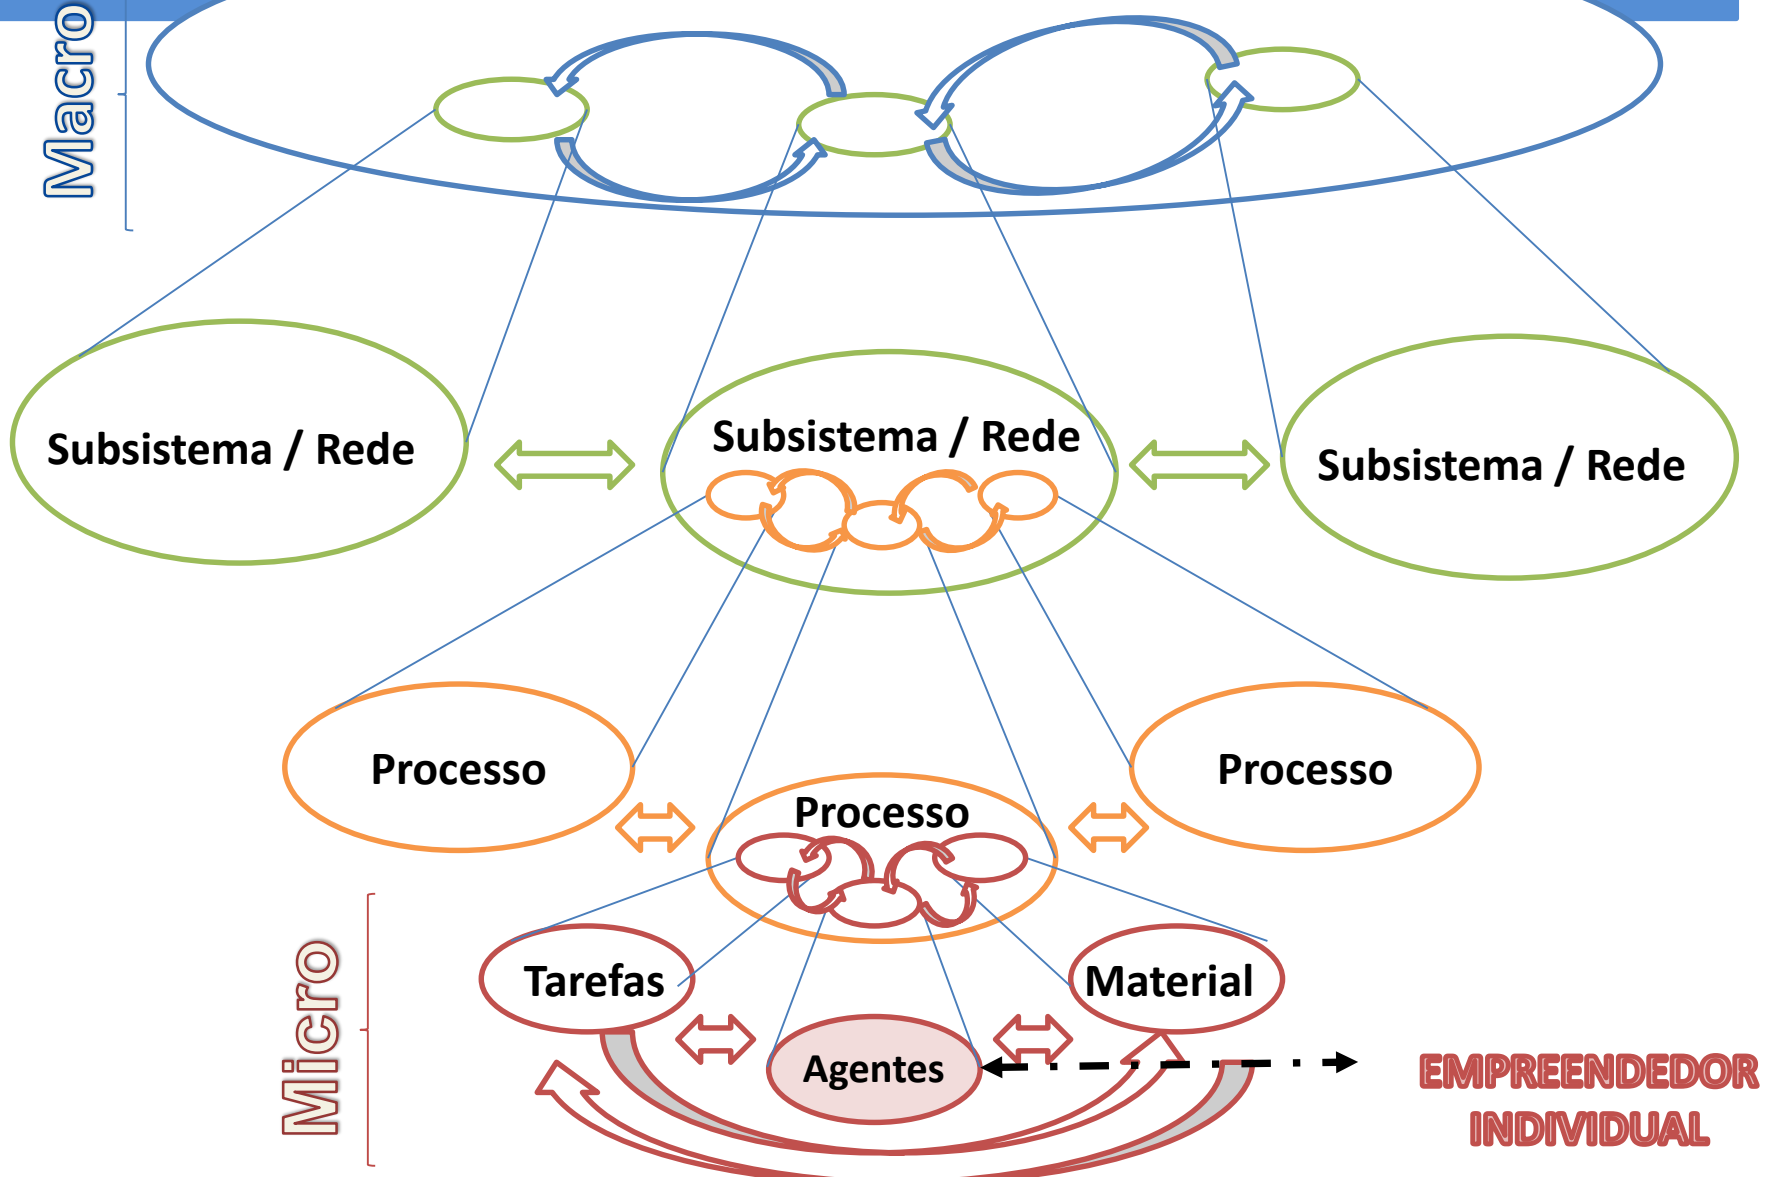 Macro
Subsistema / Rede
Subsistema / Rede
Subsistema / Rede
Processo
Processo
Processo
Micro
Tarefas
Material
Agentes
EMPREENDEDOR
INDIVIDUAL